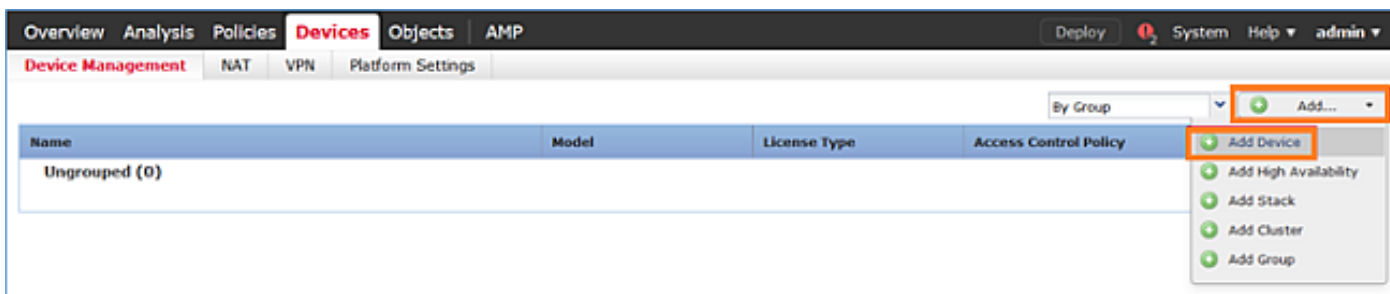 Overview Analysis Policies Devices Objects AMP Deploy 2 System Help admin
Device Management NAT VPN Platform Settings
By Group Add...
Name Model License Type Access Control Policy Add Device
Ungrouped (0) Add High Availability
Add Stack
Add Cluster
Add Group